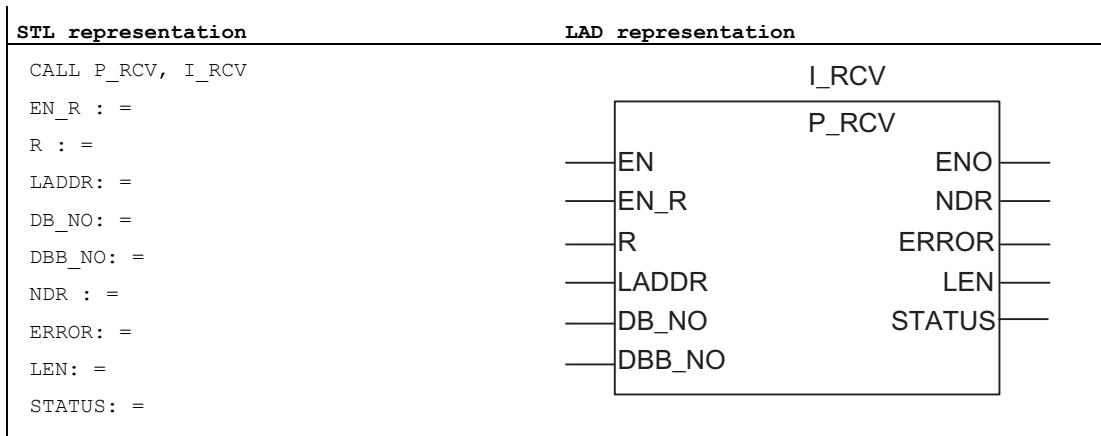 STL representation
LAD representation
CALL P_RCV, I_RCV
EN_R : =
R : =
LADDR: =
DB_NO: =
DBB_NO: =
NDR : =
ERROR: =
LEN: =
STATUS: =
I_RCV
P_RCV
EN ENO
EN_R NDR
R ERROR
LADDR LEN
DB_NO STATUS
DBB_NO